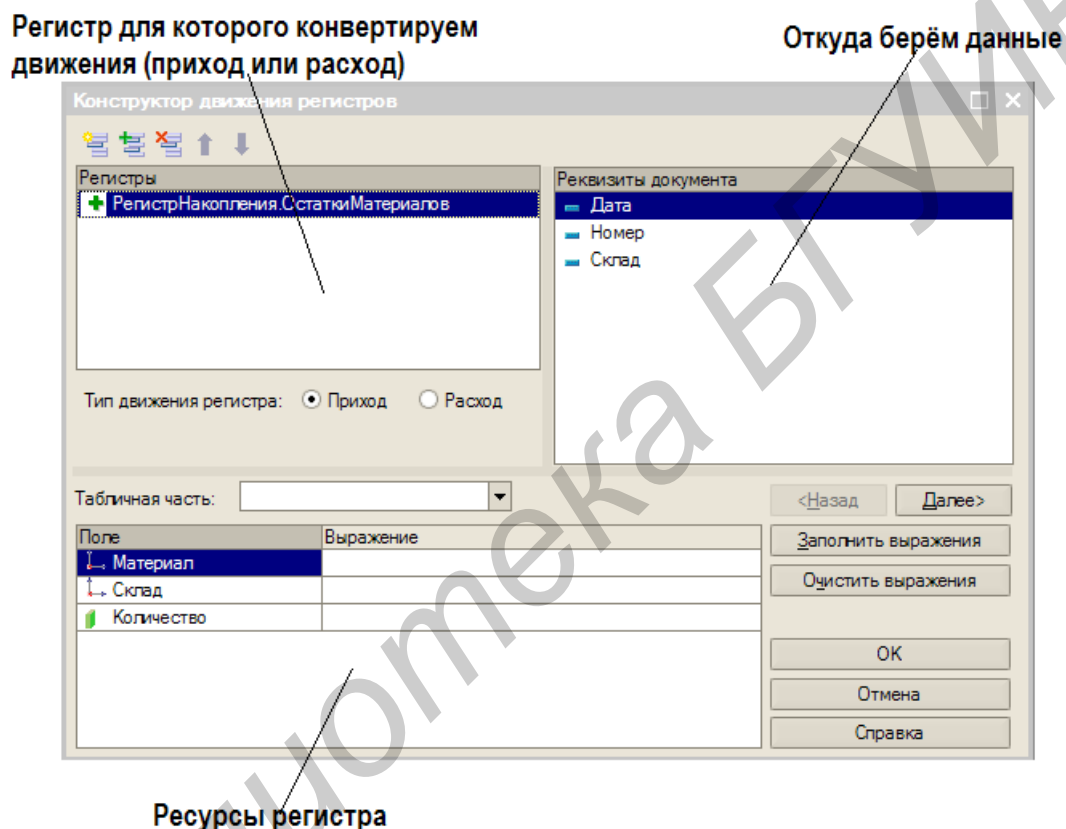 Регистр для которого конвертируем
движения (приход или расход)
Откуда берём данные
Конструктор движения регистров
Регистры
РегистрНакопления.ОстаткиМатериалов
Реквизиты документа
Дата
Номер
Склад
Тип движения регистра: Приход Расход
Табличная часть:
<Назад Далее>
Поле Выражение
Материал
Склад
Количество
Заполнить выражения
Очистить выражения
OK
Отмена
Справка
Ресурсы регистра